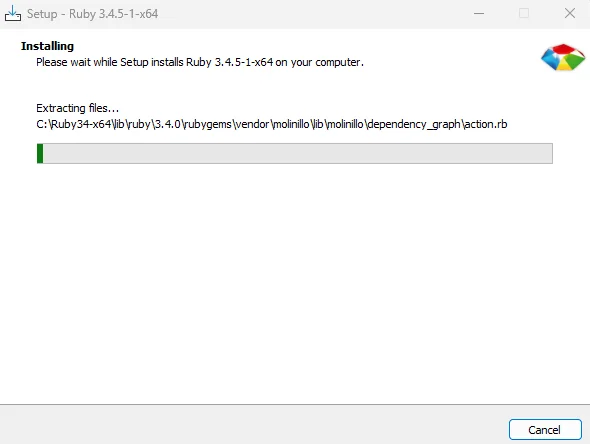 Setup - Ruby 3.4.5-1-x64
Installing
Please wait while Setup installs Ruby 3.4.5-1-x64 on your computer.
Extracting files...
C:\Ruby34-x64\lib\ruby\3.4.0\rubygems\vendor\molinillo\lib\molinillo\dependency_graph\action.rb
Cancel